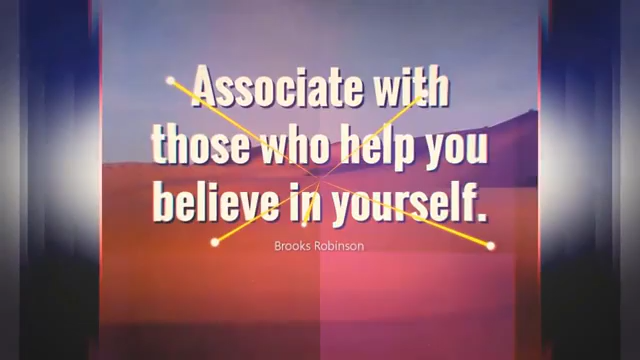 Associate with
those who help you
believe in yourself.
Brooks Robinson